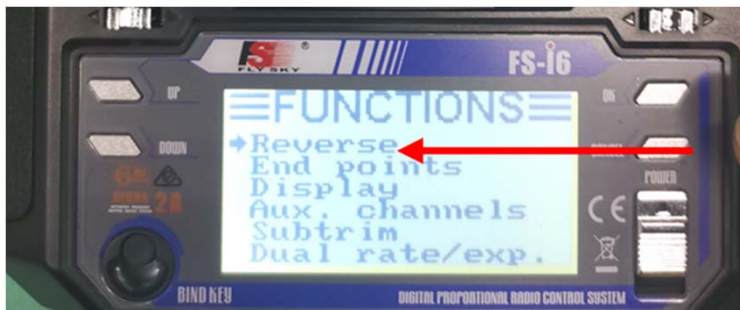 FLY SKY ®
FS-i6
UP
OK
FUNCTIONS
Reverse
DOWN
End points
POWER
Display
Aux. channels
Subtrim
Dual rate/exp.
CE
BIND KEY
DIGITAL PROPORTIONAL RADIO CONTROL SYSTEM